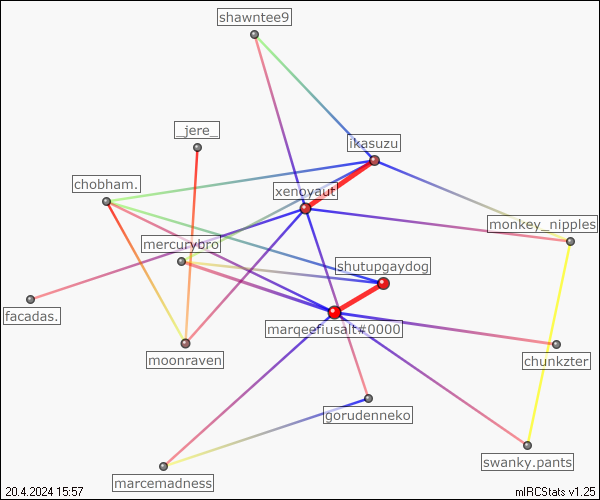 shawntee9
_jere_
ikasuzu
chobham.
xenoyaut
monkey_nipples
mercurybro
shutupgaydog
facadas.
marqeefiusalt#0000
moonraven
chunkzter
gorudenneko
swanky.pants
marcemadness
20.4.2024 15:57
mIRCStats v1.25